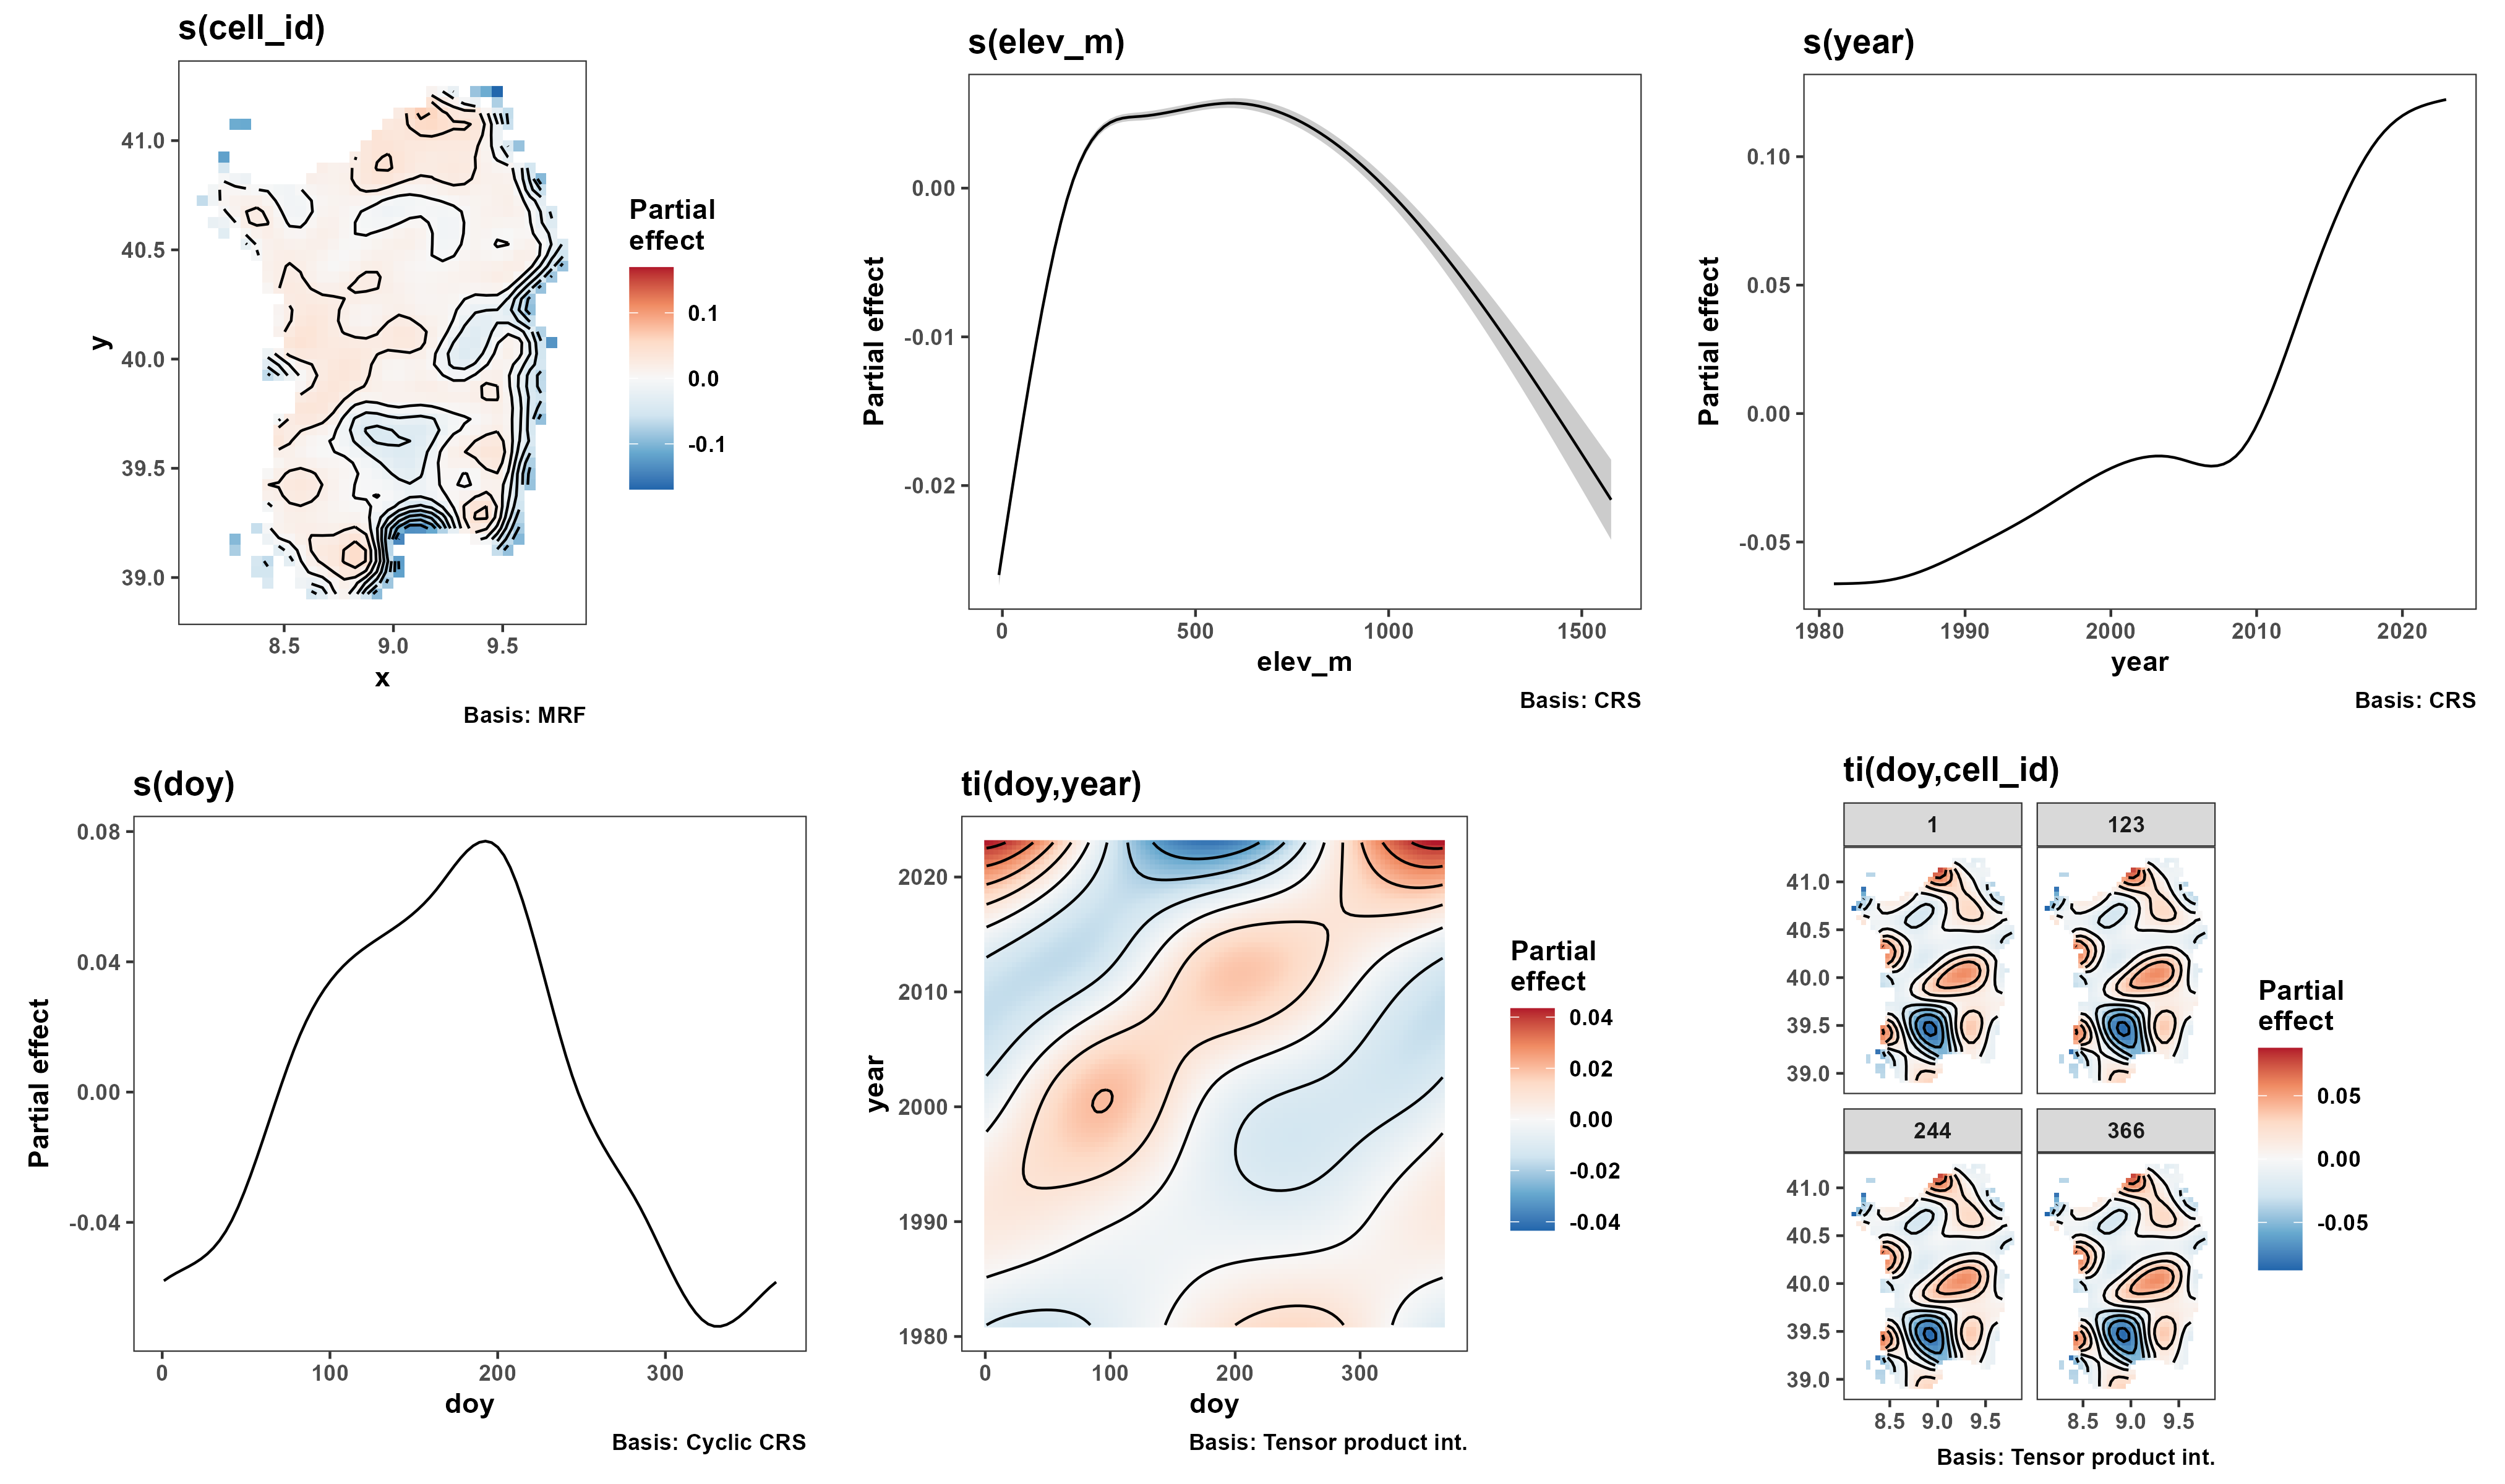 s(cell_id)
41.0
40.5
40.0
39.5
39.0
y
8.5 9.0 9.5
x
Basis: MRF
Partial
effect
0.1
0.0
-0.1
s(elev_m)
0.00
-0.01
-0.02
Partial effect
0 500 1000 1500
elev_m
Basis: CRS
s(year)
0.10
0.05
0.00
-0.05
Partial effect
1980 1990 2000 2010 2020
year
Basis: CRS
s(doy)
0.08
0.04
0.00
-0.04
Partial effect
0 100 200 300
doy
Basis: Cyclic CRS
ti(doy,year)
2020
2010
2000
1990
1980
year
0 100 200 300
doy
Basis: Tensor product int.
Partial
effect
0.04
0.02
0.00
-0.02
-0.04
ti(doy,cell_id)
1 123
41.0
40.5
40.0
39.5
39.0
244 366
41.0
40.5
40.0
39.5
39.0
8.5 9.0 9.5 8.5 9.0 9.5
Basis: Tensor product int.
Partial
effect
0.05
0.00
-0.05